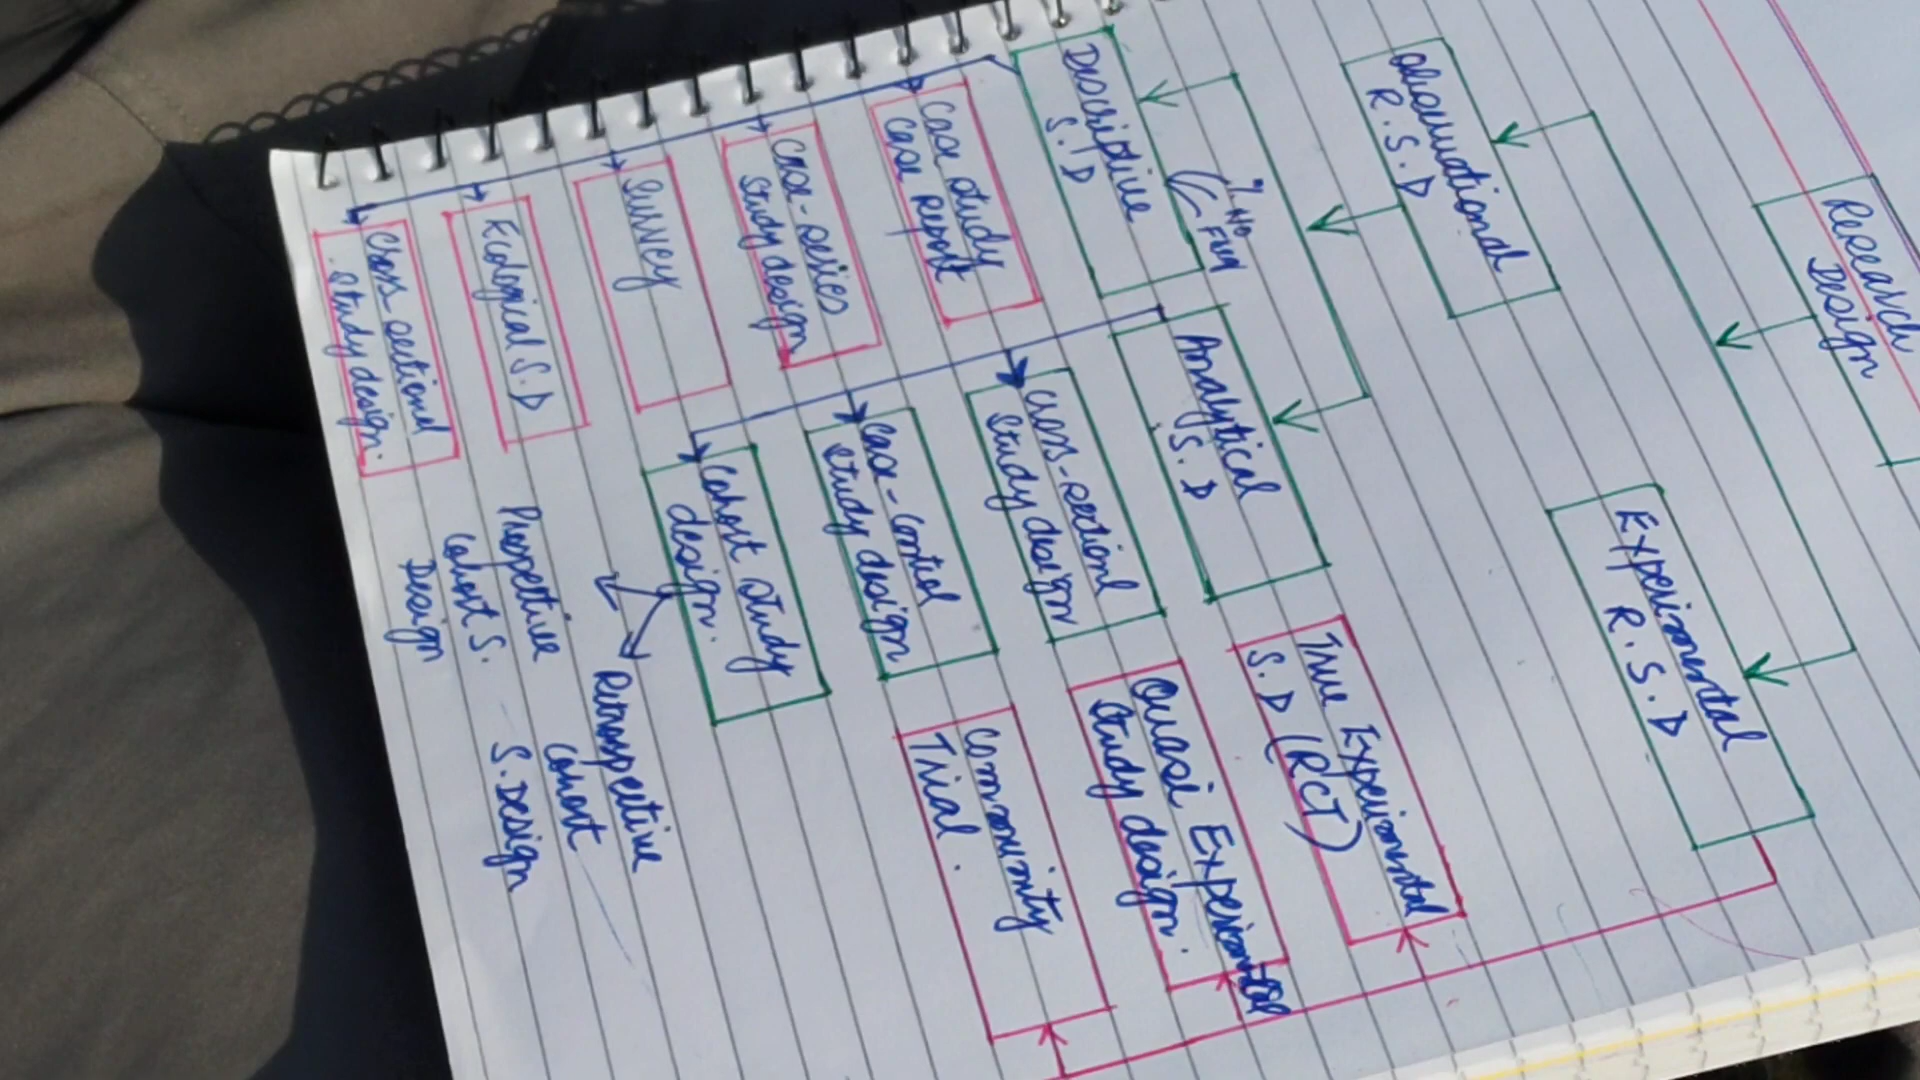 Research
Design
Observational
R.S.D
Experimental
R.S.D
Descriptive
S.D
Analytical
S.D
True Experimental
S.D (RCT)
Case study
Case Report
Cross-sectional
study design
Quasi Experimental
study design.
Case-series
study design
Case-control
study design
Community
Trial.
Survey
Cohort study
design.
Ecological S.D
Prospective
Cohort S.
Design
Retrospective
Cohort
S. Design
Cross sectional
study design.